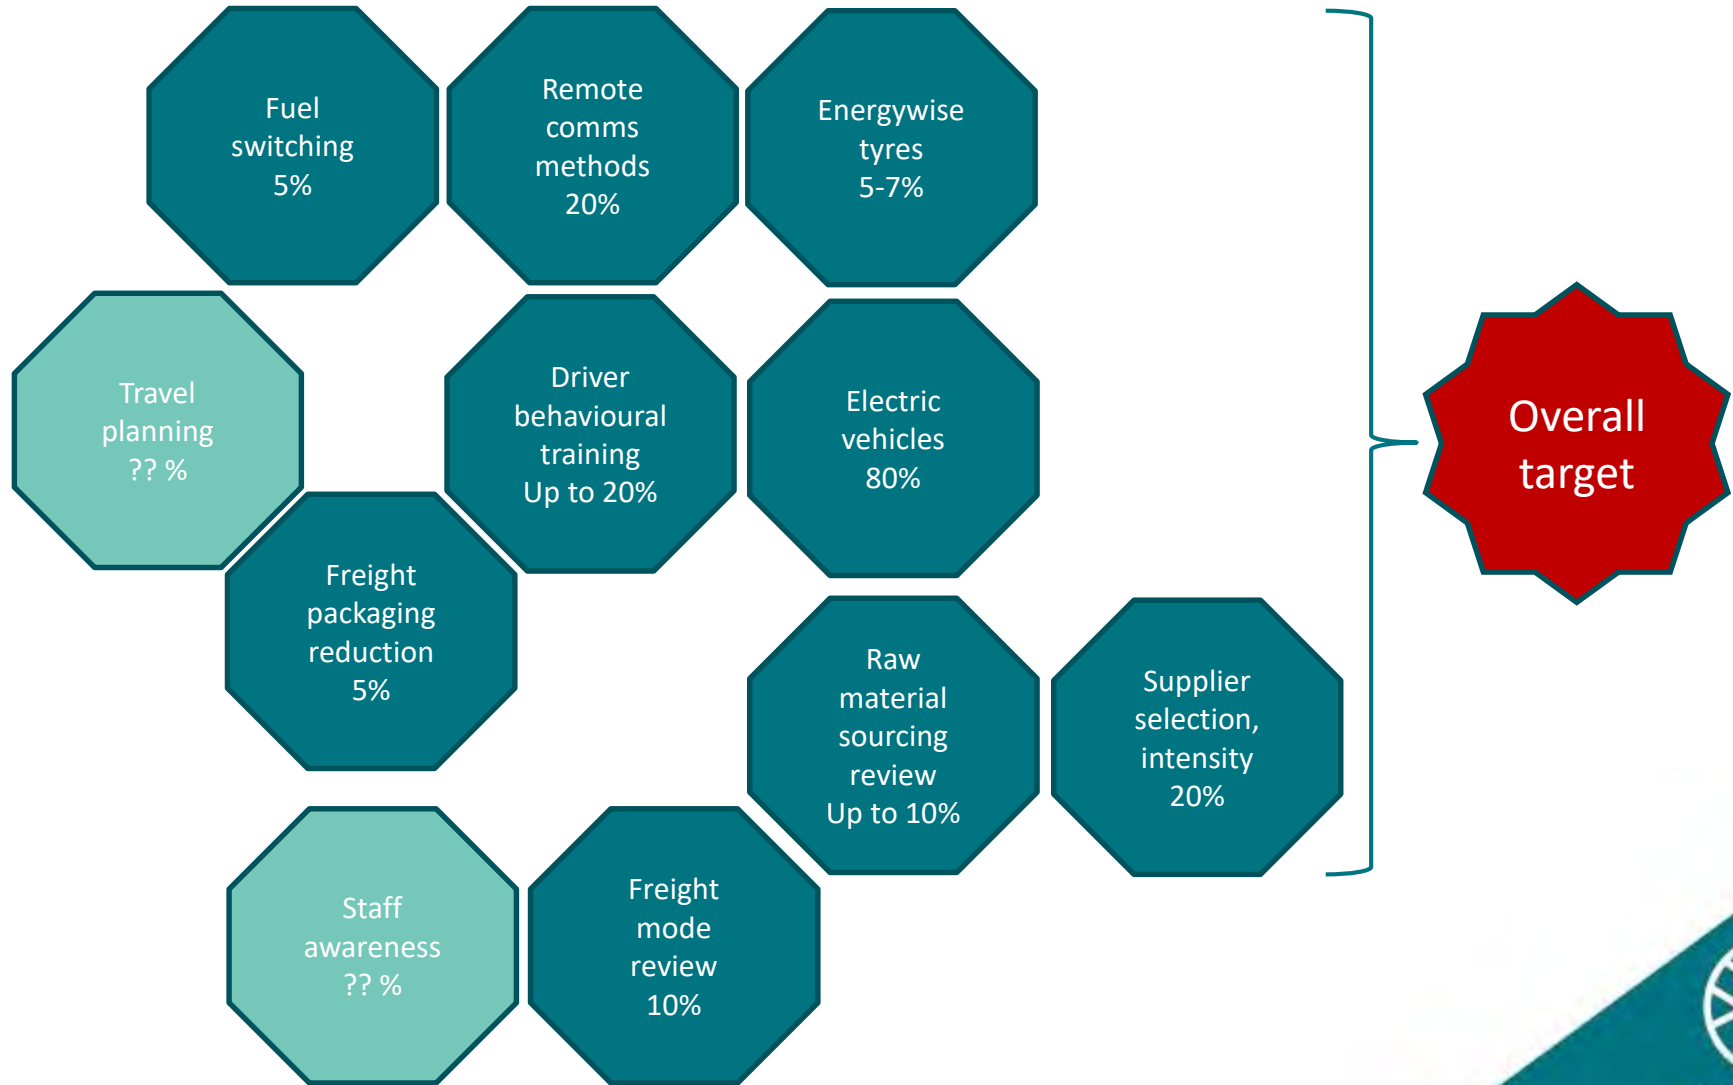 Fuel
switching
5%
Remote
comms
methods
20%
Energywise
tyres
5-7%
Travel
planning
?? %
Driver
behavioural
training
Up to 20%
Electric
vehicles
80%
Overall
target
Freight
packaging
reduction
5%
Raw
material
sourcing
review
Up to 10%
Supplier
selection,
intensity
20%
Staff
awareness
?? %
Freight
mode
review
10%